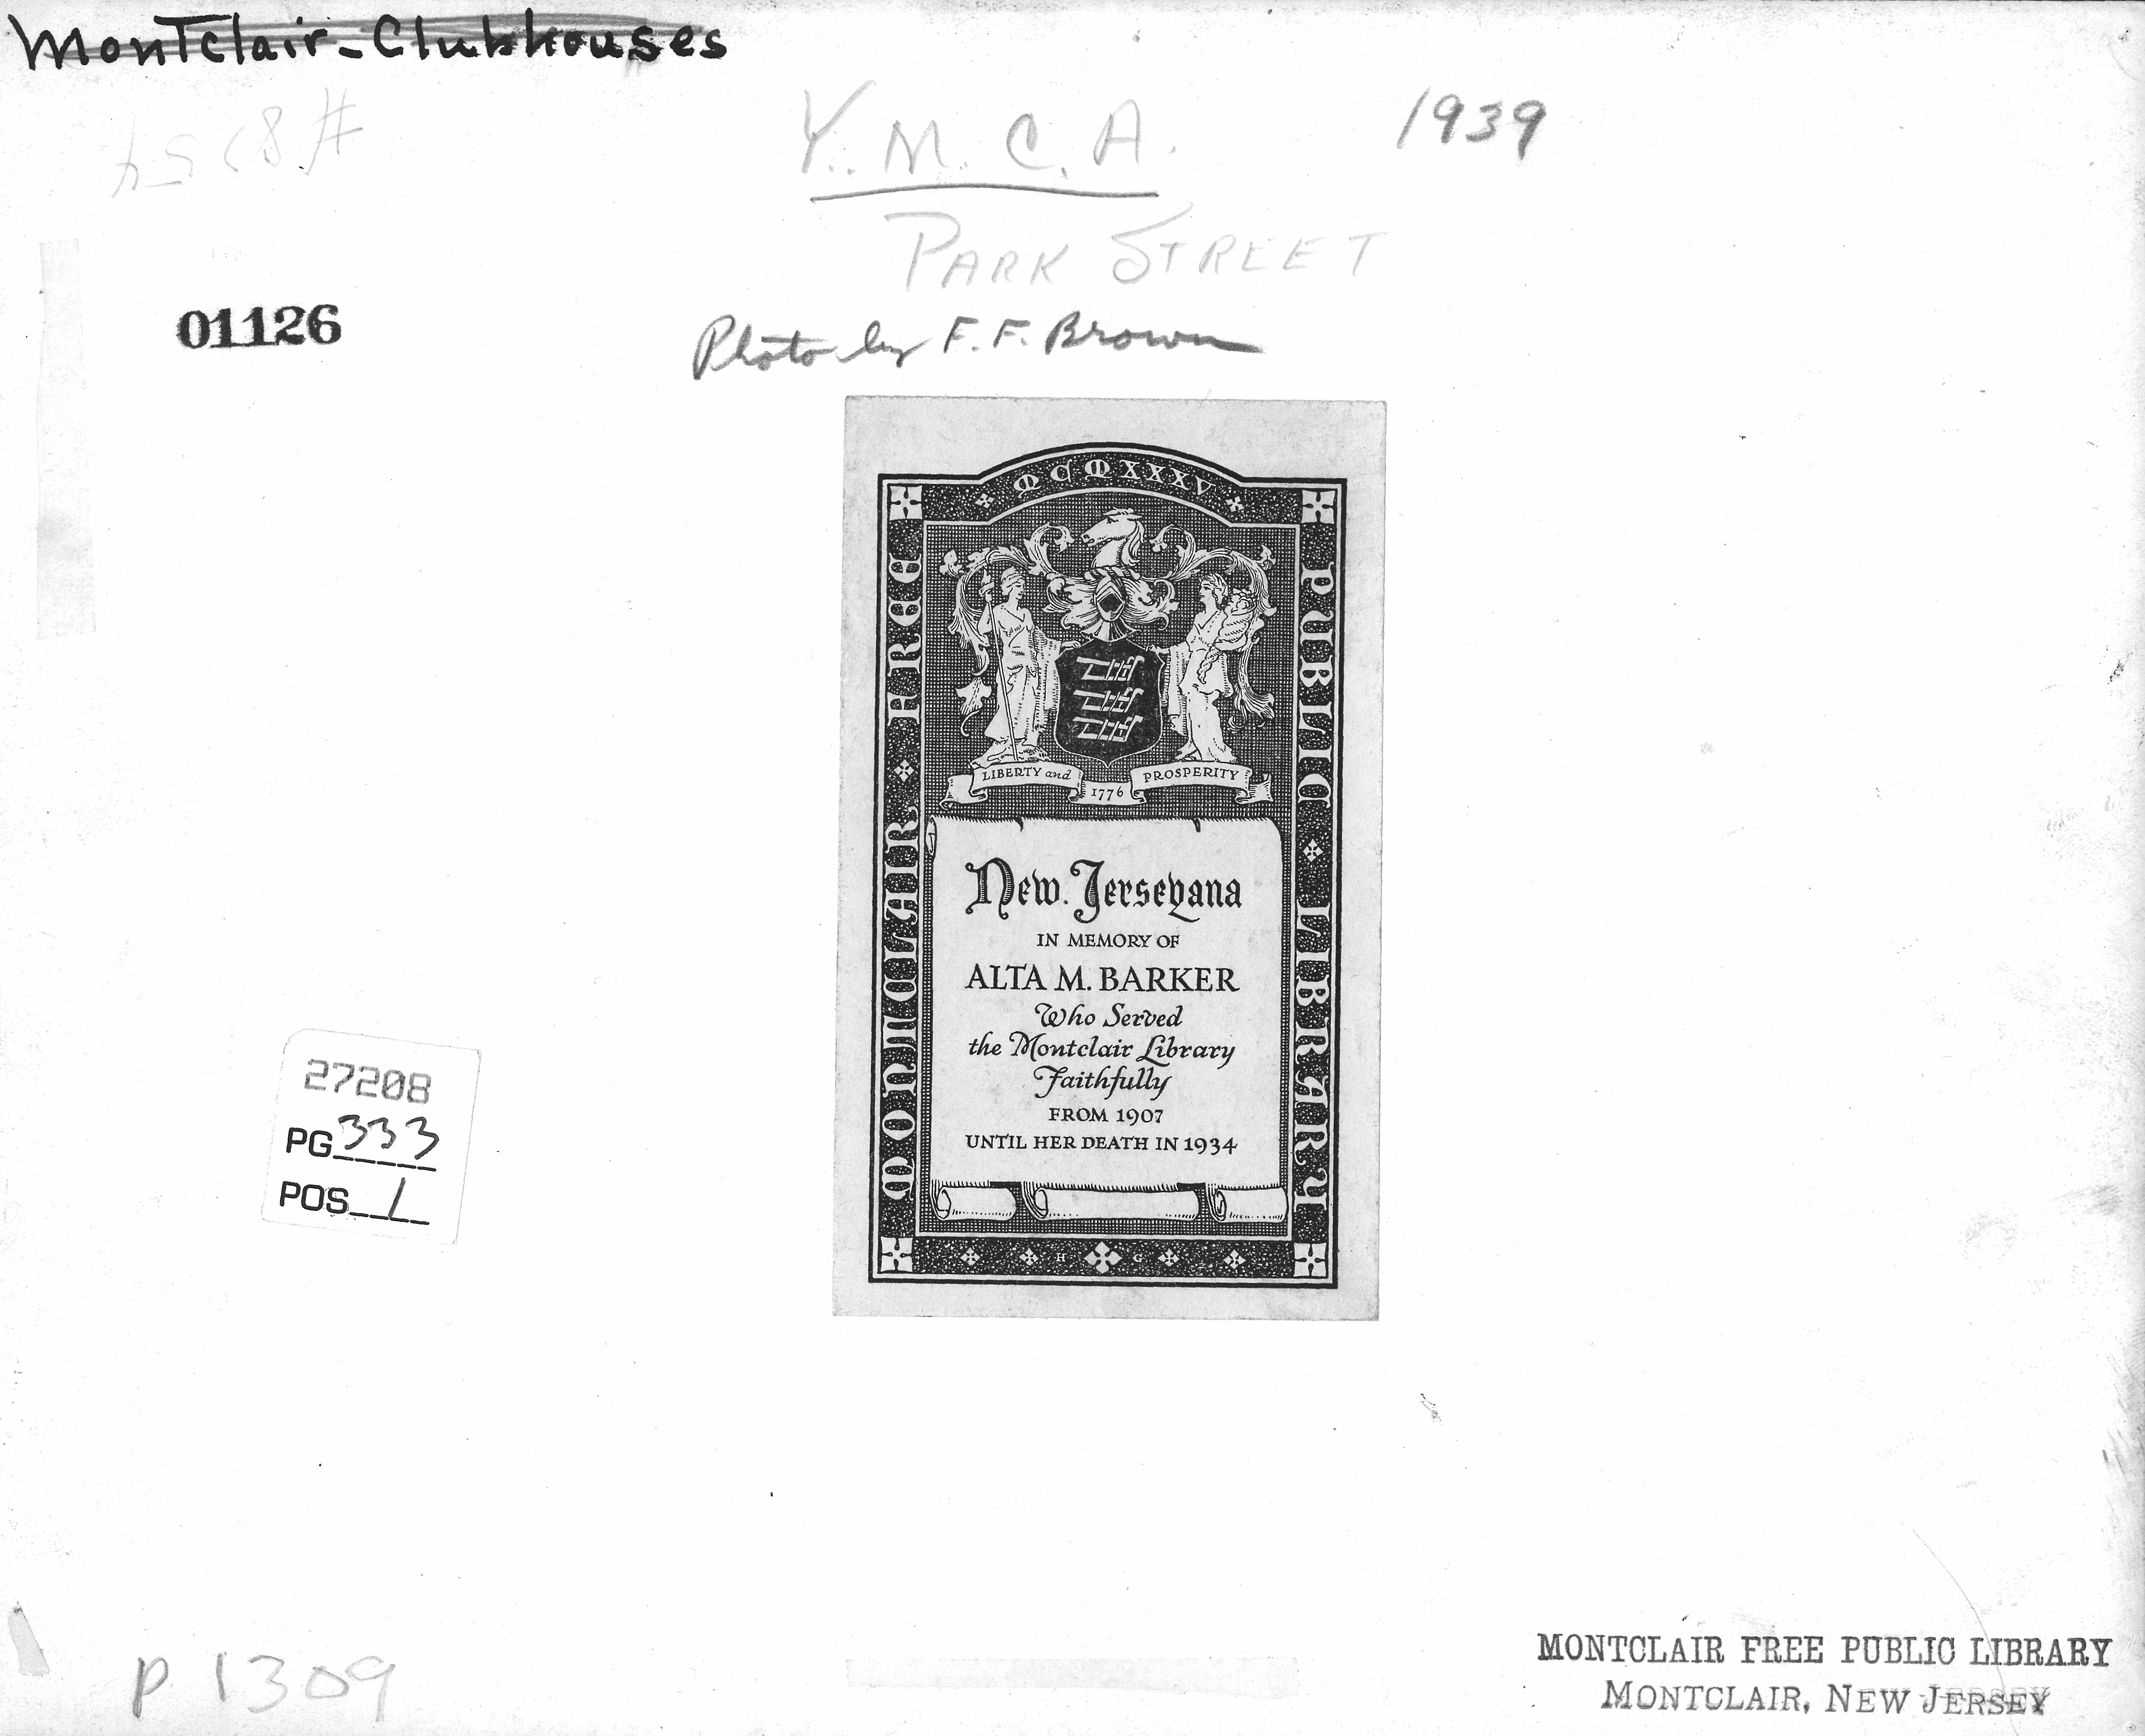 Montclair-Clubhouses
Y.M.C.A.
1939
PARK STREET
01126
Photo by F. F. Brown
MCMXXXV
MONTCLAIR FREE
PUBLIC LIBRARY
LIBERTY and
PROSPERITY
1776
New Jerseyana
IN MEMORY OF
ALTA M. BARKER
Who Served
the Montclair Library
Faithfully
FROM 1907
UNTIL HER DEATH IN 1934
H G
27208
PG 333
POS 1
P 1309
MONTCLAIR FREE PUBLIC LIBRARY
MONTCLAIR, NEW JERSEY